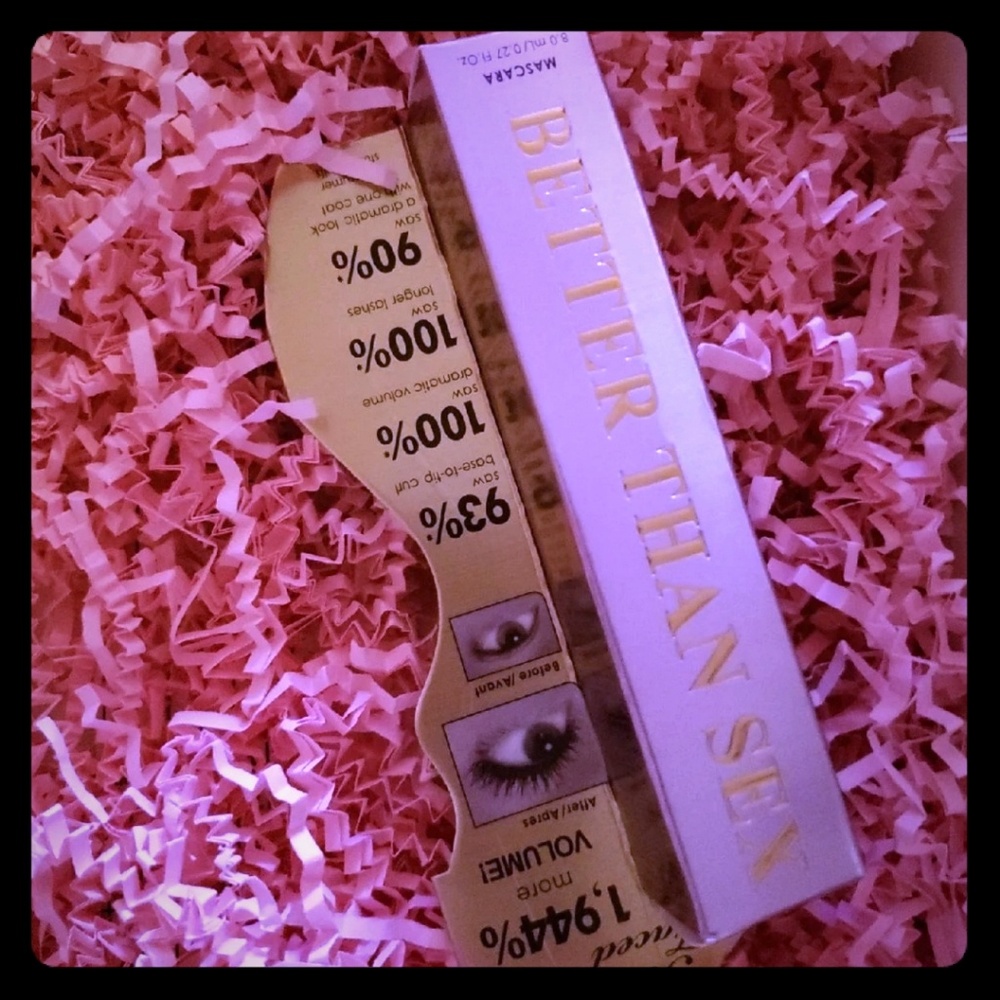 BETTER THAN SEX
MASCARA
8.0 mL/0.27 Fl.Oz.
faced
1,944%
more
VOLUME!
After/Apres
Before/Avant
93%*
saw
base-to-tip curl
100%*
saw
dramatic volume
100%*
saw
longer lashes
90%*
saw
a dramatic look
with one coat